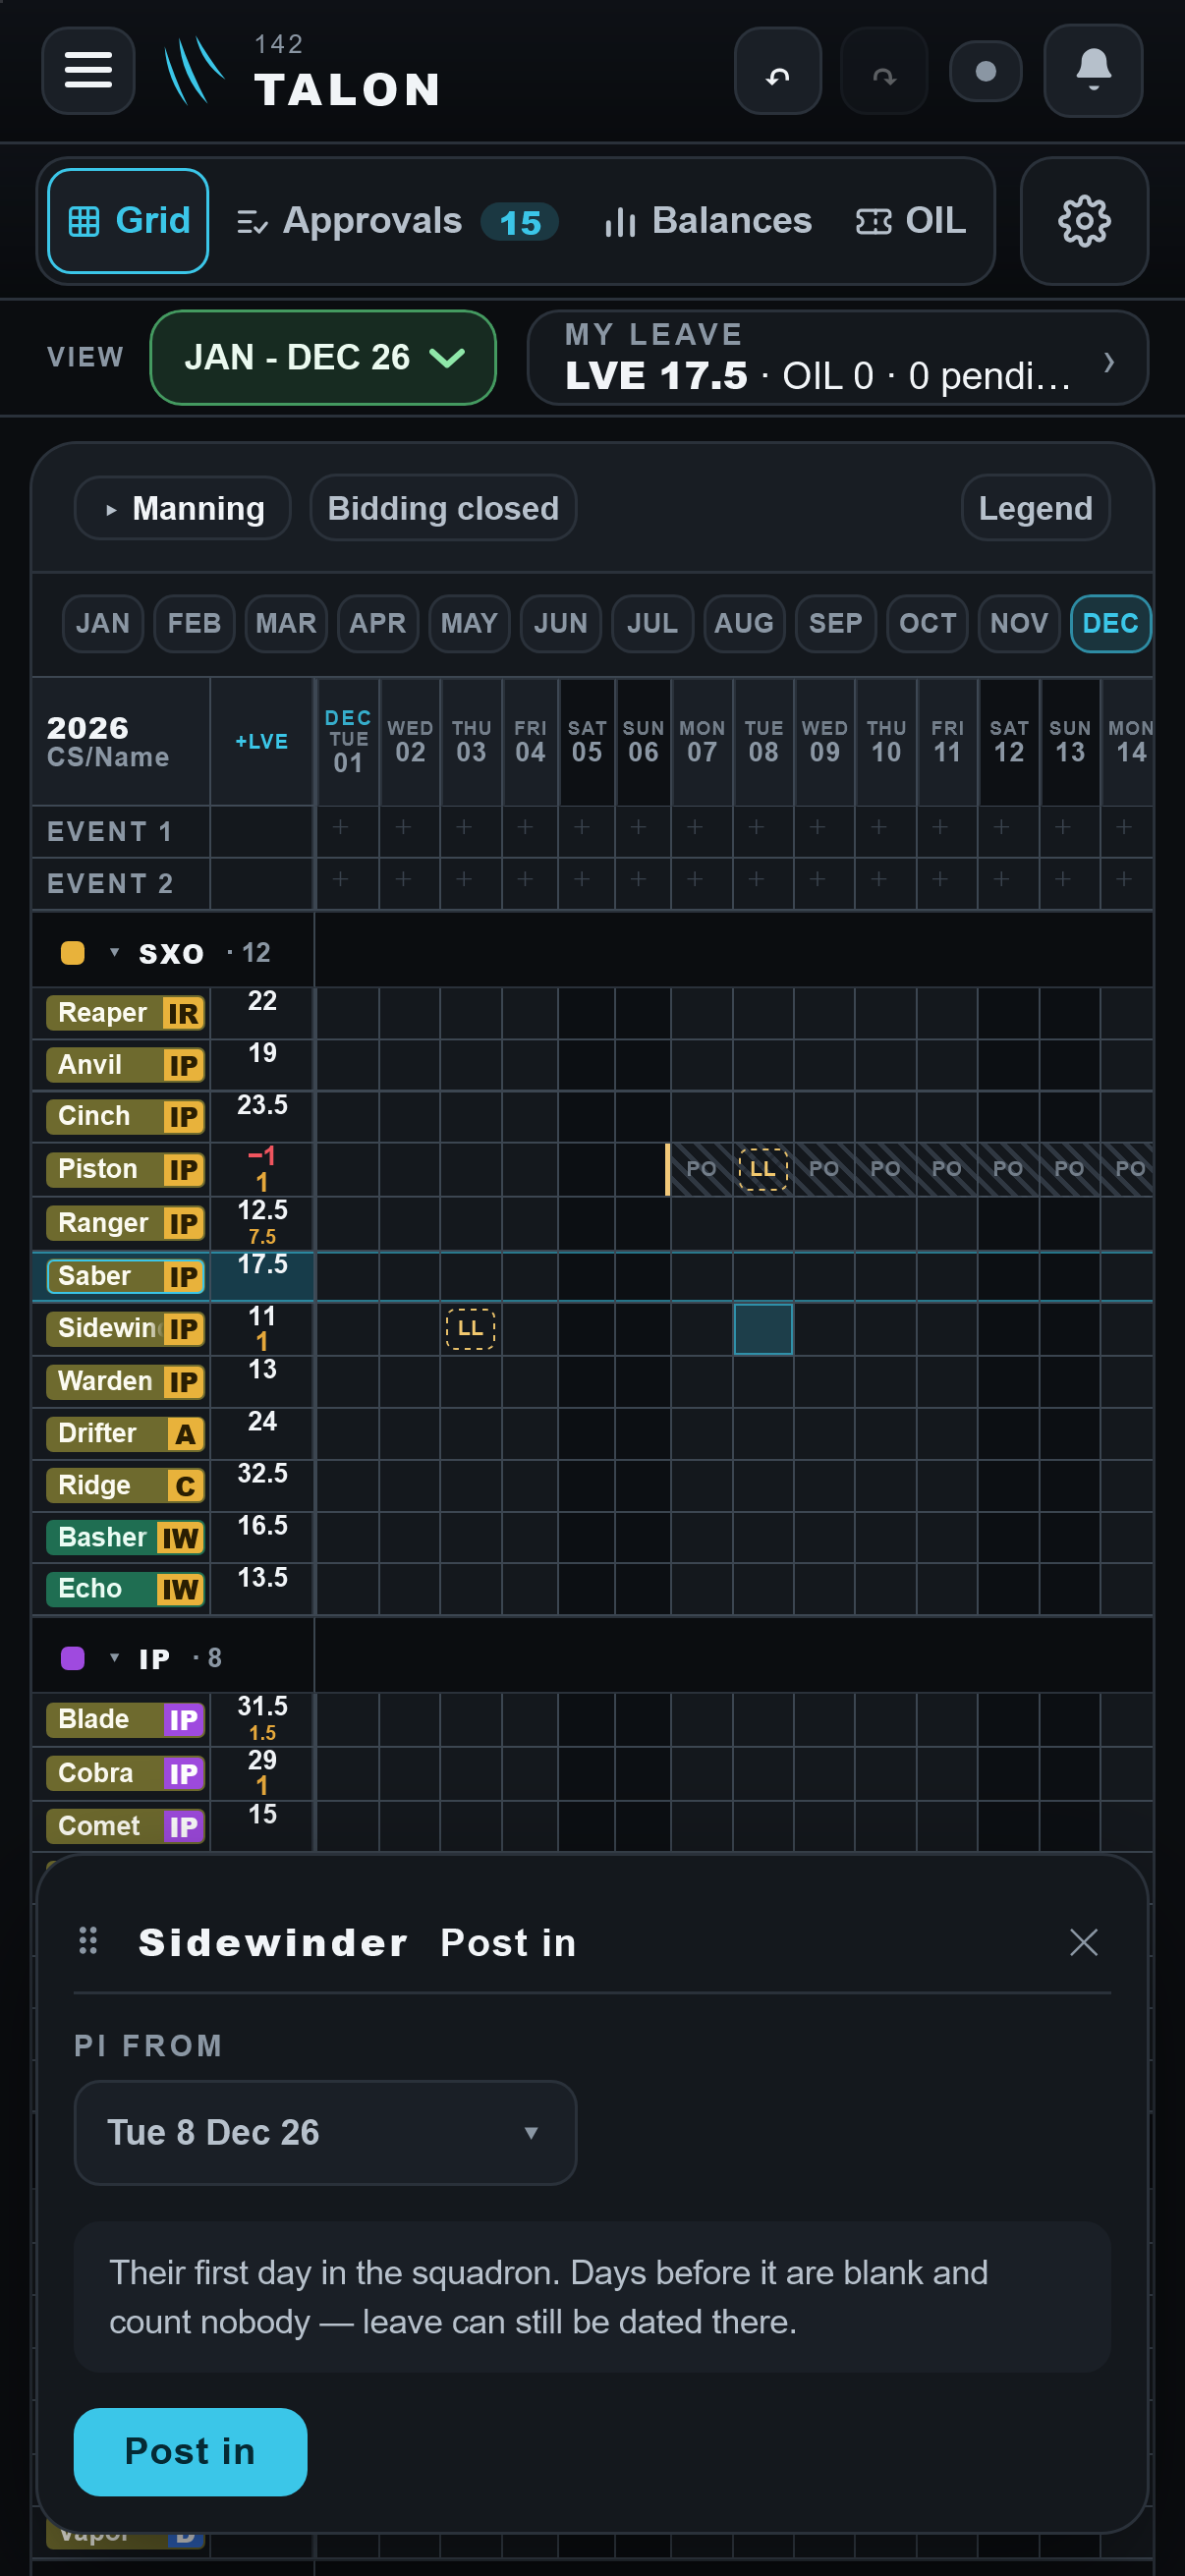 142
TALON
Grid Approvals 15 Balances OIL
VIEW JAN - DEC 26
MY LEAVE
LVE 17.5 · OIL 0 · 0 pendi…
Manning Bidding closed Legend
JAN FEB MAR APR MAY JUN JUL AUG SEP OCT NOV DEC
2026
CS/Name
+LVE
DEC
TUE WED THU FRI SAT SUN MON TUE WED THU FRI SAT SUN MON
01 02 03 04 05 06 07 08 09 10 11 12 13 14
EVENT 1 + + + + + + + + + + + + + +
EVENT 2 + + + + + + + + + + + + + +
SXO · 12
Reaper IR 22
Anvil IP 19
Cinch IP 23.5
Piston IP −1 1 PO LL PO PO PO PO PO PO
Ranger IP 12.5 7.5
Saber IP 17.5
Sidewin IP 11 1 LL
Warden IP 13
Drifter A 24
Ridge C 32.5
Basher IW 16.5
Echo IW 13.5
IP · 8
Blade IP 31.5 1.5
Cobra IP 29 1
Comet IP 15
Sidewinder Post in
PI FROM
Tue 8 Dec 26
Their first day in the squadron. Days before it are blank and
count nobody — leave can still be dated there.
Post in